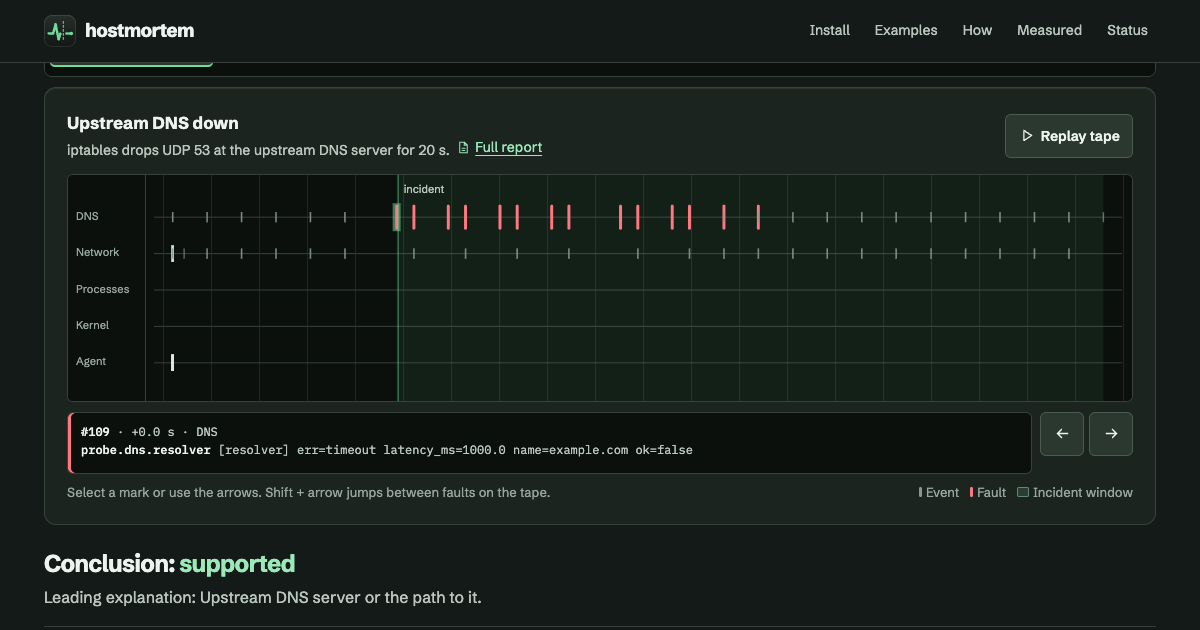 hostmortem
Install
Examples
How
Measured
Status
Upstream DNS down
iptables drops UDP 53 at the upstream DNS server for 20 s.
Full report
Replay tape
incident
DNS
Network
Processes
Kernel
Agent
#109 · +0.0 s · DNS
probe.dns.resolver [resolver] err=timeout latency_ms=1000.0 name=example.com ok=false
Select a mark or use the arrows. Shift + arrow jumps between faults on the tape.
Event
Fault
Incident window
Conclusion: supported
Leading explanation: Upstream DNS server or the path to it.